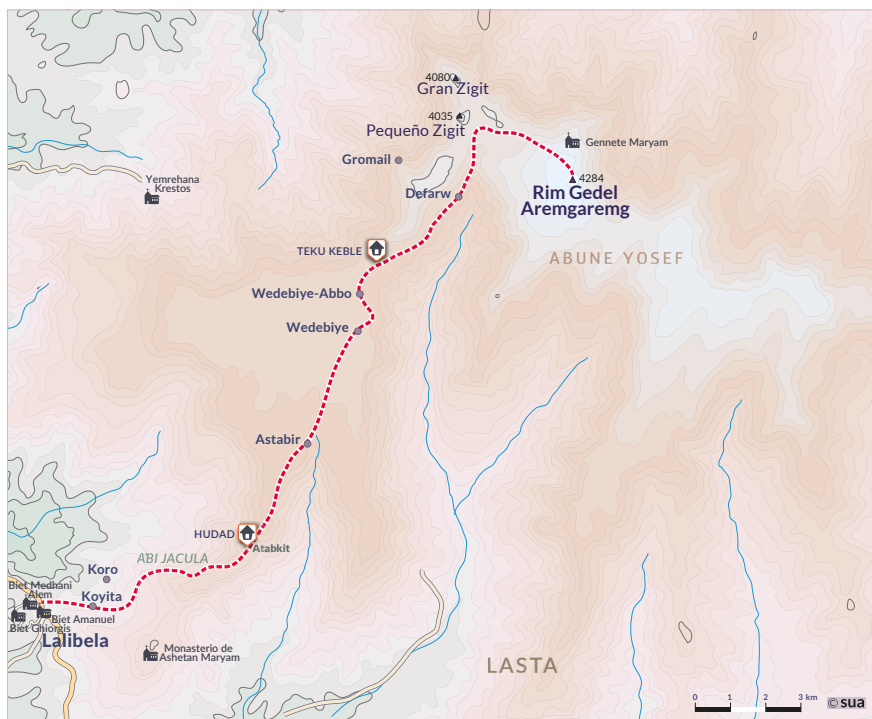 4080
Gran Zigit
4035
Pequeño Zigit
Gennete Maryam
Gromail
Yemrehana
Krestos
4284
Defarw
Rim Gedel
Aremgaremg
TEKU KEBLE
ABUNE YOSEF
Wedebiye-Abbo
Wedebiye
Astabir
HUDAD
Atabkit
ABI JACULA
Koro
Biet Medhani
Alem
Koyita
Biet Amanuel
Biet Ghiorgis
Lalibela
Monasterio de
Ashetan Maryam
LASTA
0 1 2 3 km
© sua